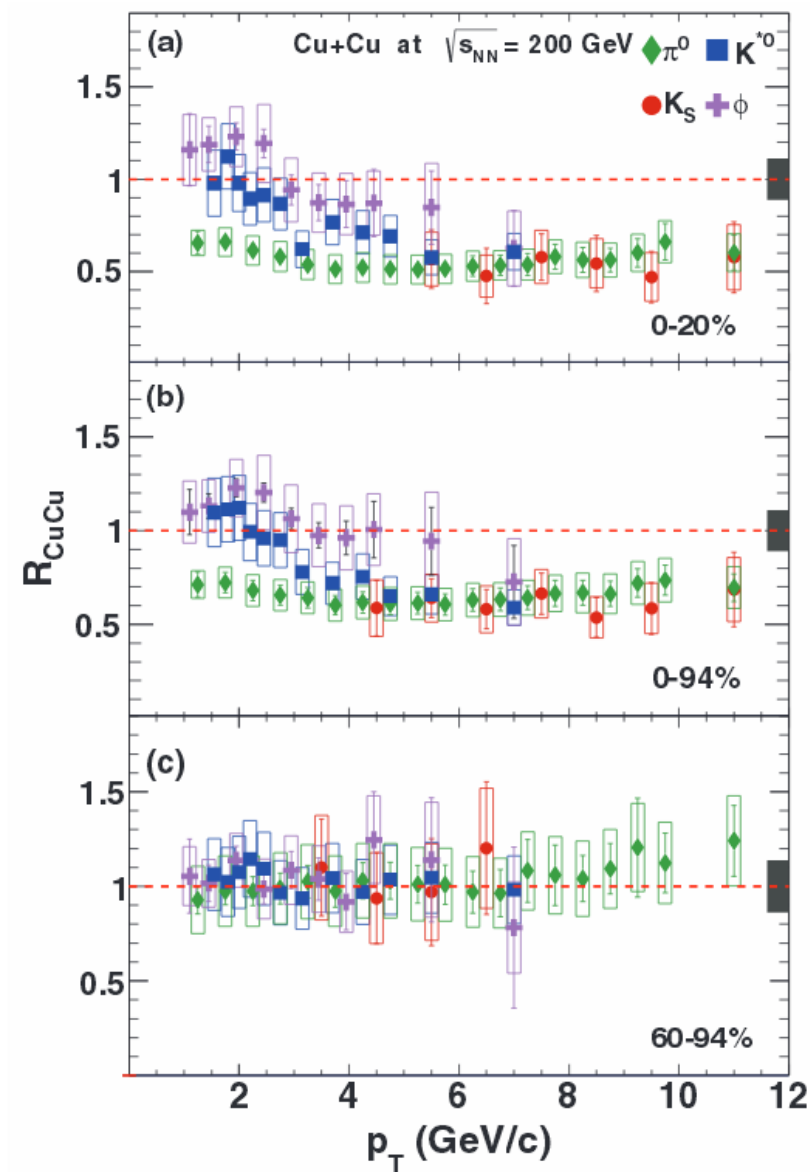 (a) Cu+Cu at √s_NN = 200 GeV π⁰ K*⁰
K_S ϕ
1.5
1
0.5
0-20%
(b)
1.5
1
0.5
0-94%
R_CuCu
(c)
1.5
1
0.5
60-94%
2 4 6 8 10 12
p_T (GeV/c)